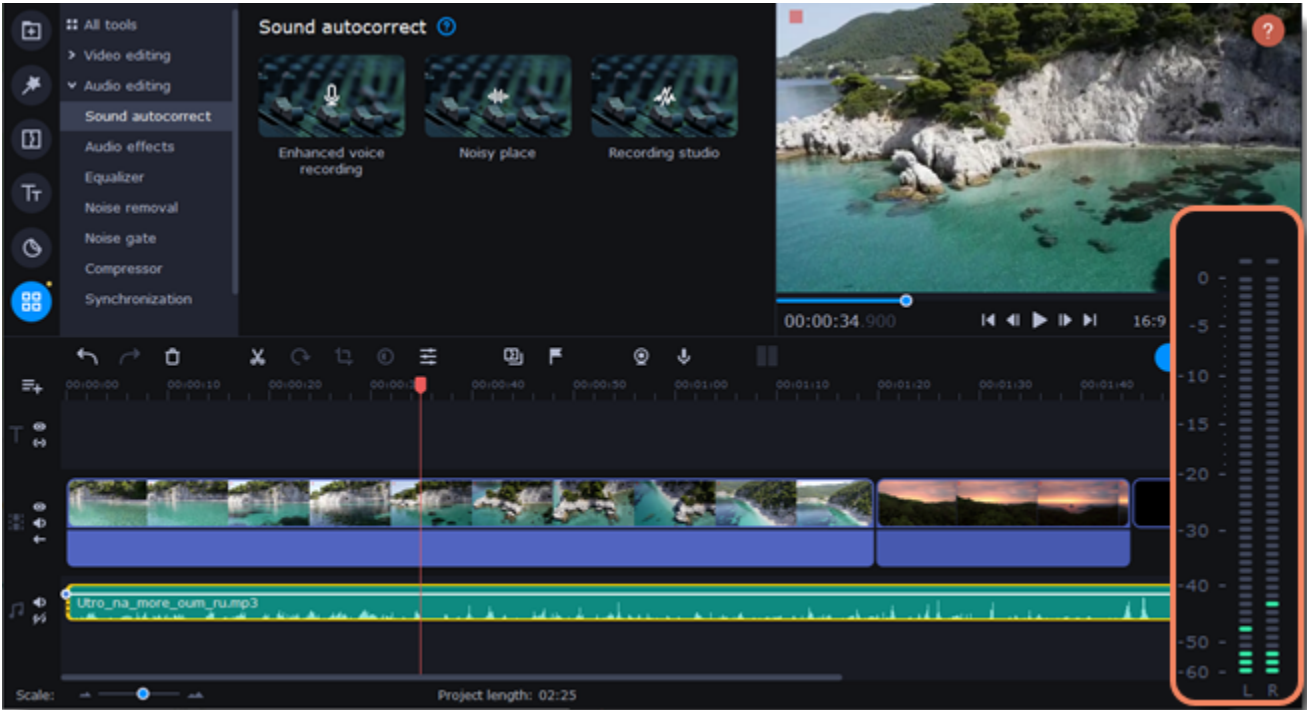 All tools
Video editing
Audio editing
Sound autocorrect
Audio effects
Equalizer
Noise removal
Noise gate
Compressor
Synchronization
Sound autocorrect ?
Enhanced voice
recording
Noisy place
Recording studio
?
00:00:34.900
16:9
00:00:00 00:00:10 00:00:20 00:00:40 00:00:50 00:01:00 00:01:10 00:01:20 00:01:30 00:01:40
Utro_na_more_oum_ru.mp3
Scale:
Project length: 02:25
0
-5
-10
-15
-20
-30
-40
-50
-60
L R